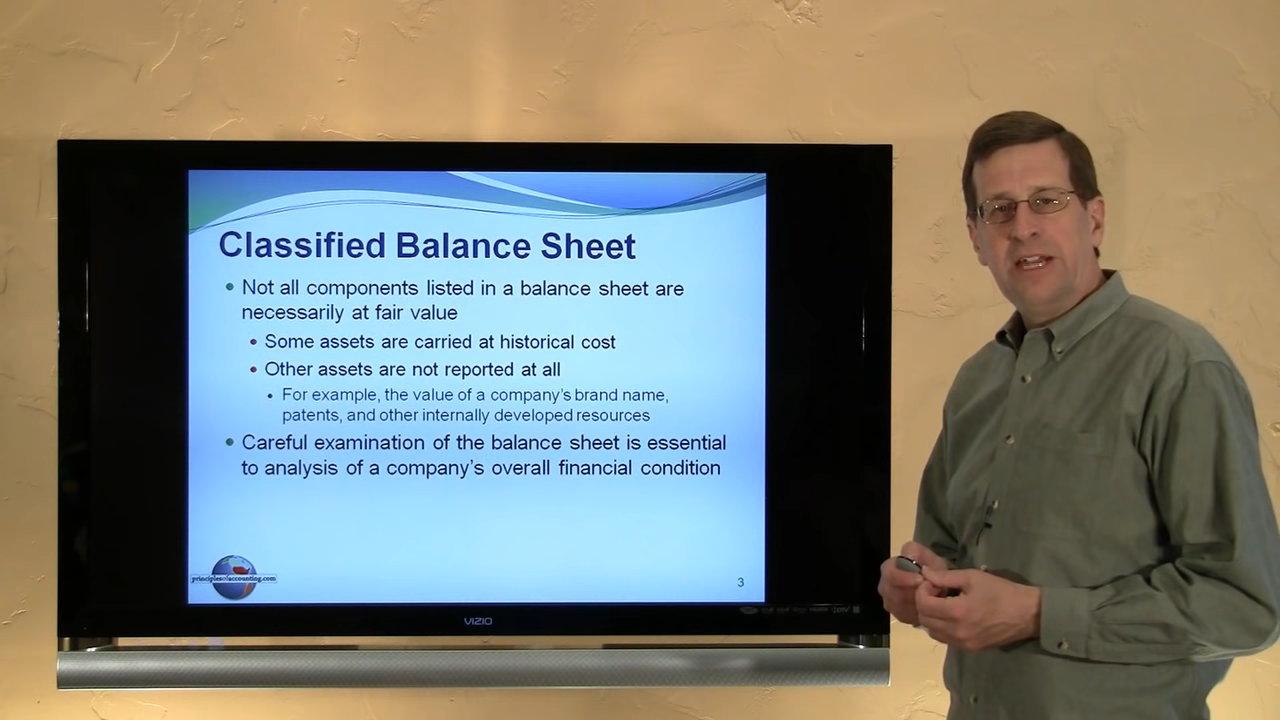 Classified Balance Sheet
• Not all components listed in a balance sheet are
necessarily at fair value
• Some assets are carried at historical cost
• Other assets are not reported at all
• For example, the value of a company's brand name,
patents, and other internally developed resources
• Careful examination of the balance sheet is essential
to analysis of a company's overall financial condition
principlesofaccounting.com
3
VIZIO